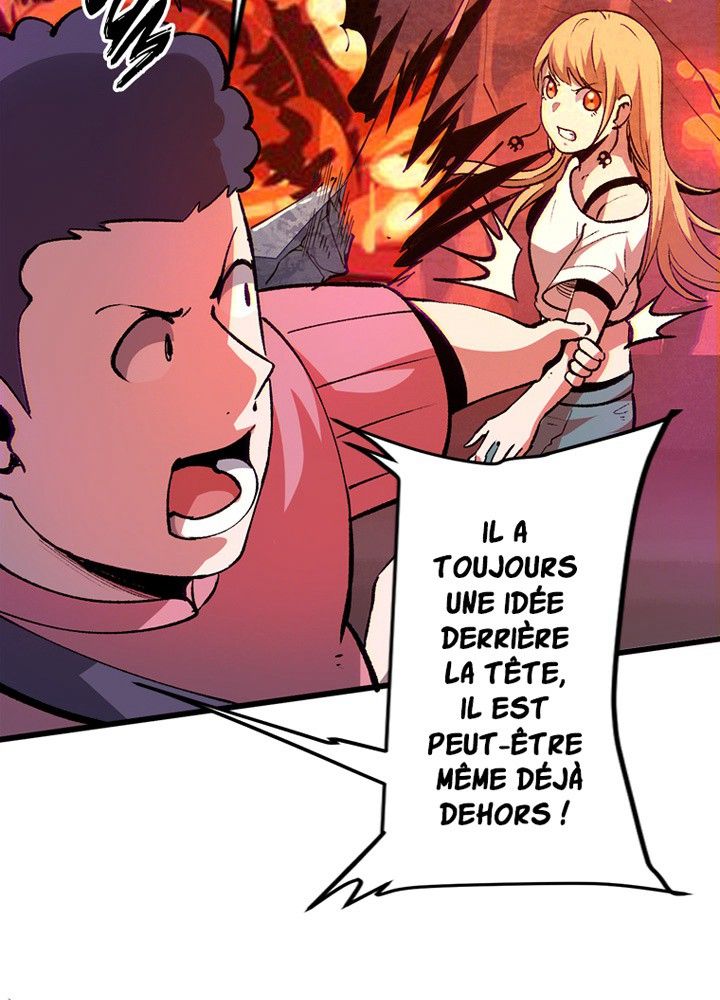 IL A
TOUJOURS
UNE IDÉE
DERRIÈRE
LA TÊTE,
IL EST
PEUT-ÊTRE
MÊME DÉJÀ
DEHORS !